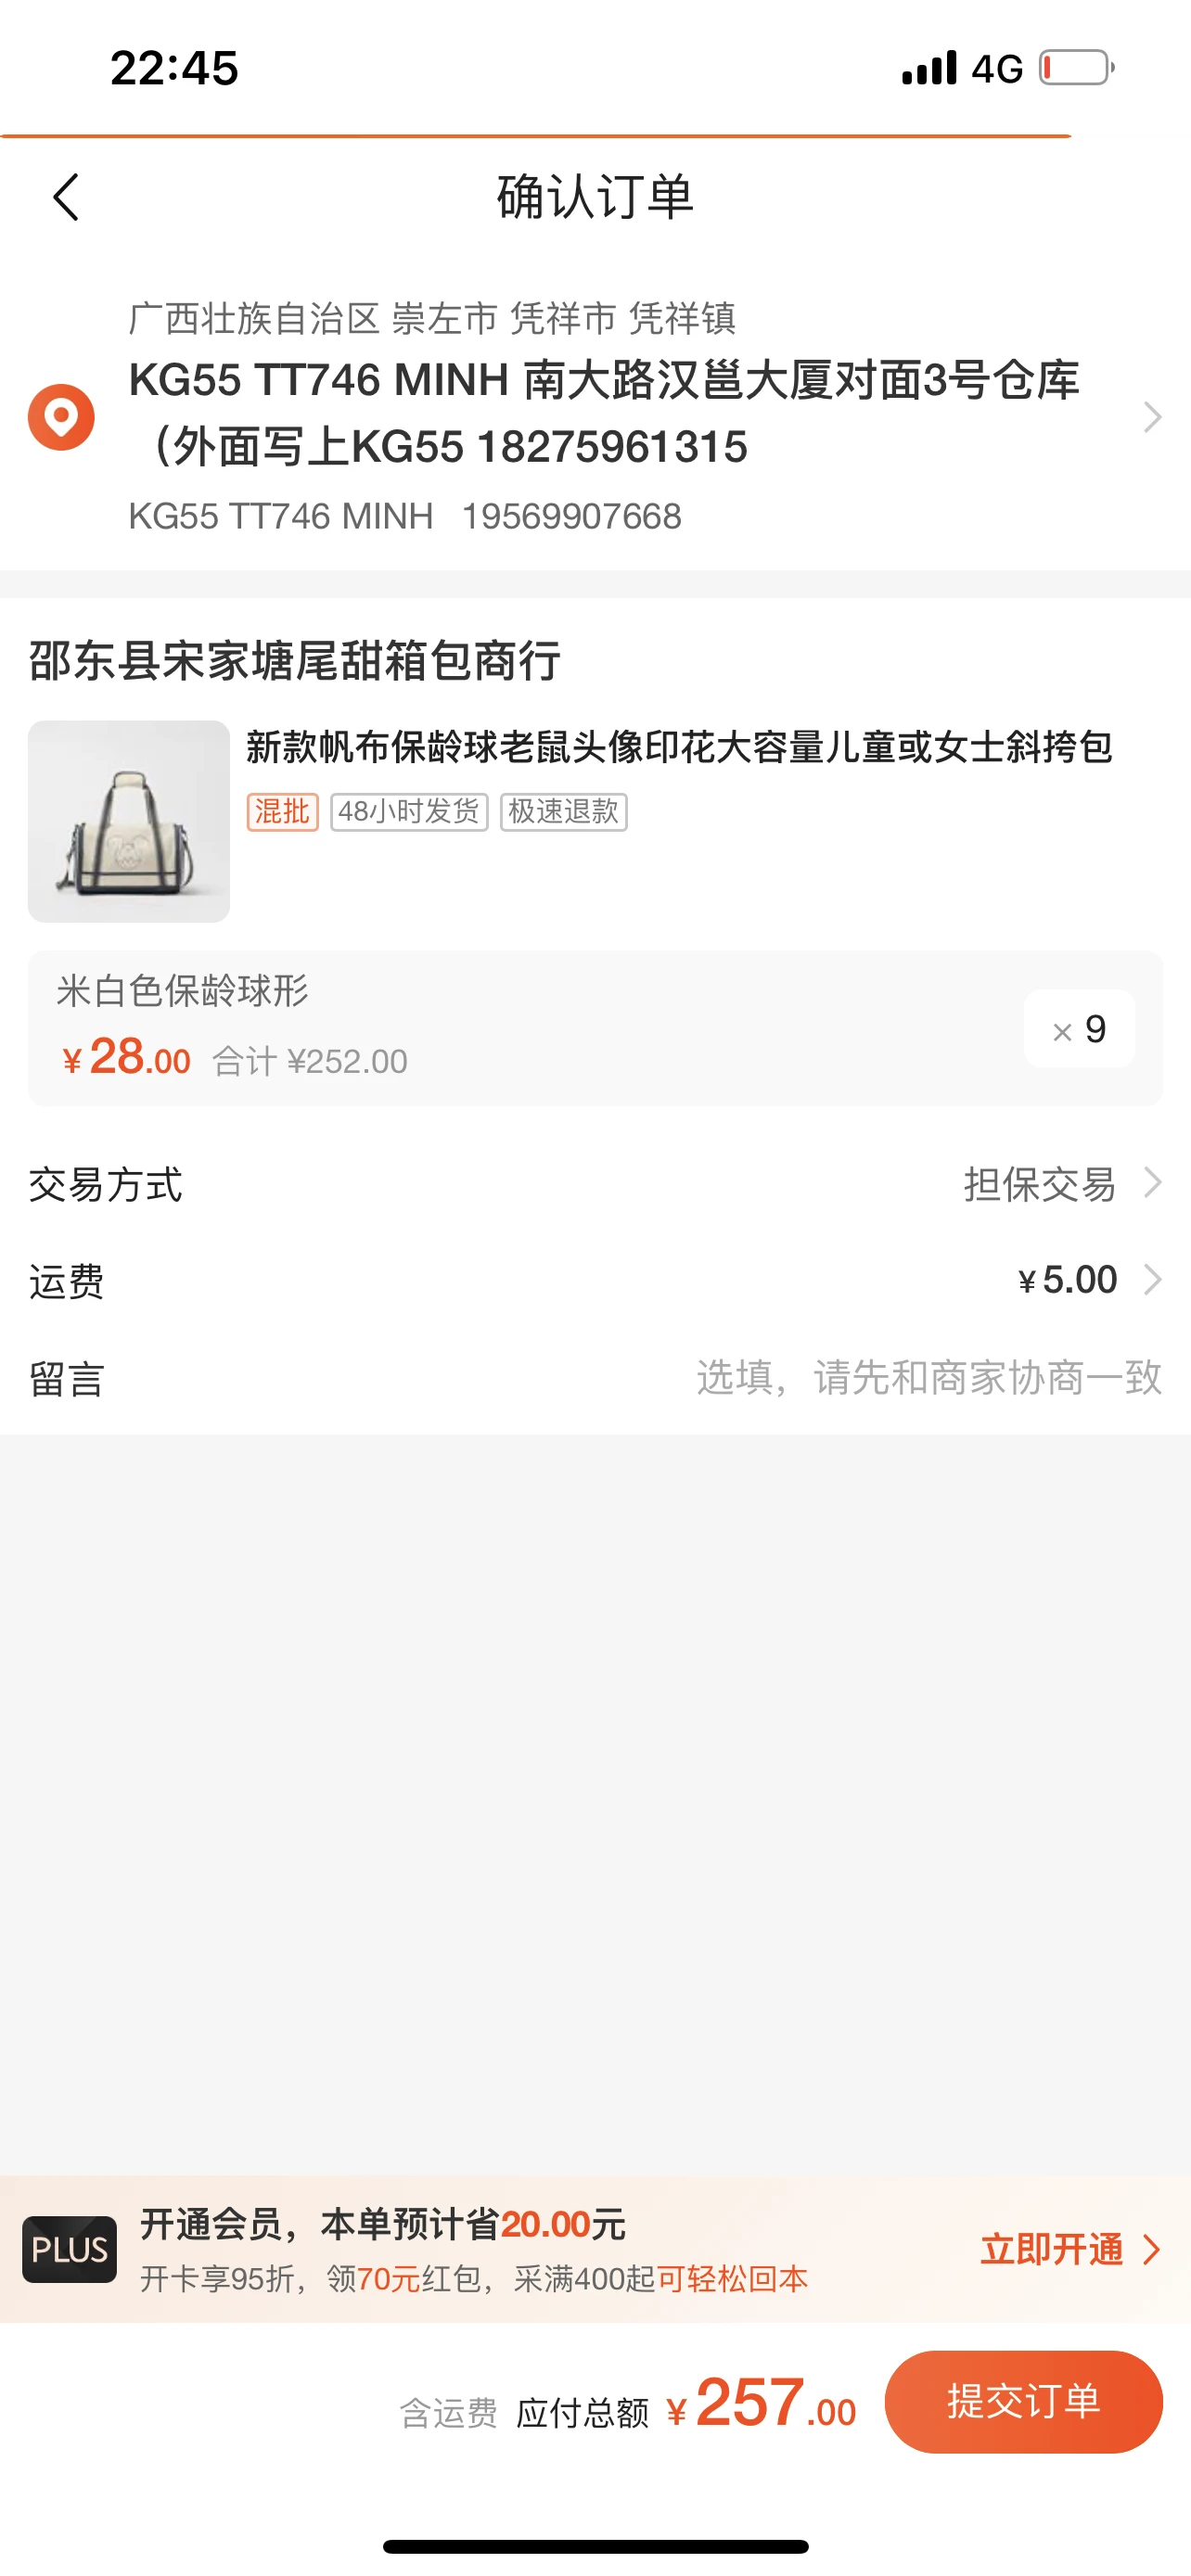 22:45 4G
确认订单
广西壮族自治区 崇左市 凭祥市 凭祥镇
KG55 TT746 MINH 南大路汉邕大厦对面3号仓库
（外面写上KG55 18275961315
KG55 TT746 MINH 19569907668
邵东县宋家塘尾甜箱包商行
新款帆布保龄球老鼠头像印花大容量儿童或女士斜挎包
混批 48小时发货 极速退款
米白色保龄球形
¥28.00 合计 ¥252.00
× 9
交易方式 担保交易
运费 ¥5.00
留言 选填，请先和商家协商一致
PLUS
开通会员，本单预计省20.00元
开卡享95折，领70元红包，采满400起可轻松回本
立即开通
含运费 应付总额 ¥257.00 提交订单